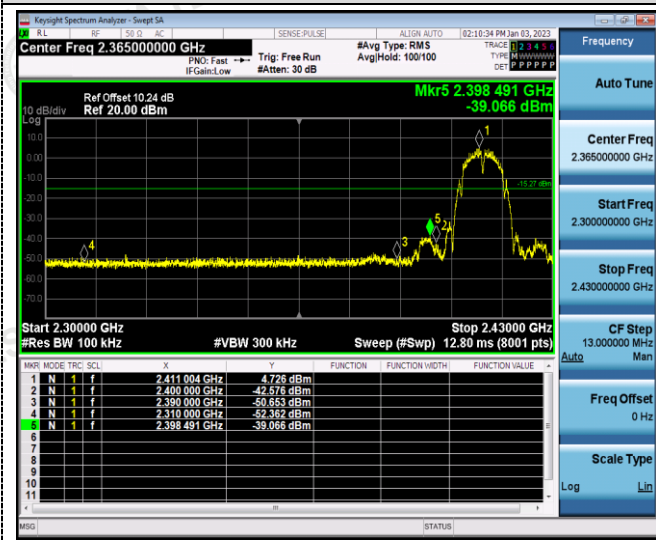 Keysight Spectrum Analyzer - Swept SA
RL RF 50 Ω AC SENSE:PULSE ALIGN AUTO 02:10:34 PM Jan 03, 2023
Center Freq 2.365000000 GHz
PNO: Fast Trig: Free Run
IFGain:Low #Atten: 30 dB
#Avg Type: RMS
Avg|Hold: 100/100
TRACE 1 2 3 4 5 6
TYPE M W W W W W
DET P P P P P P
Frequency
Auto Tune
Center Freq
2.365000000 GHz
Start Freq
2.300000000 GHz
Stop Freq
2.430000000 GHz
CF Step
13.000000 MHz
Auto Man
Freq Offset
0 Hz
Scale Type
Log Lin
Mkr5 2.398 491 GHz
-39.066 dBm
Ref Offset 10.24 dB
10 dB/div Ref 20.00 dBm
Log
10.0
0.00
-10.0
-20.0
-30.0
-40.0
-50.0
-60.0
-70.0
-15.27 dBm
1
5 2
3
4
Start 2.30000 GHz Stop 2.43000 GHz
#Res BW 100 kHz #VBW 300 kHz Sweep (#Swp) 12.80 ms (8001 pts)
MKR MODE TRC SCL X Y FUNCTION FUNCTION WIDTH FUNCTION VALUE
1 N 1 f 2.411 004 GHz 4.726 dBm
2 N 1 f 2.400 000 GHz -42.576 dBm
3 N 1 f 2.390 000 GHz -50.653 dBm
4 N 1 f 2.310 000 GHz -52.362 dBm
5 N 1 f 2.398 491 GHz -39.066 dBm
6
7
8
9
10
11
MSG STATUS